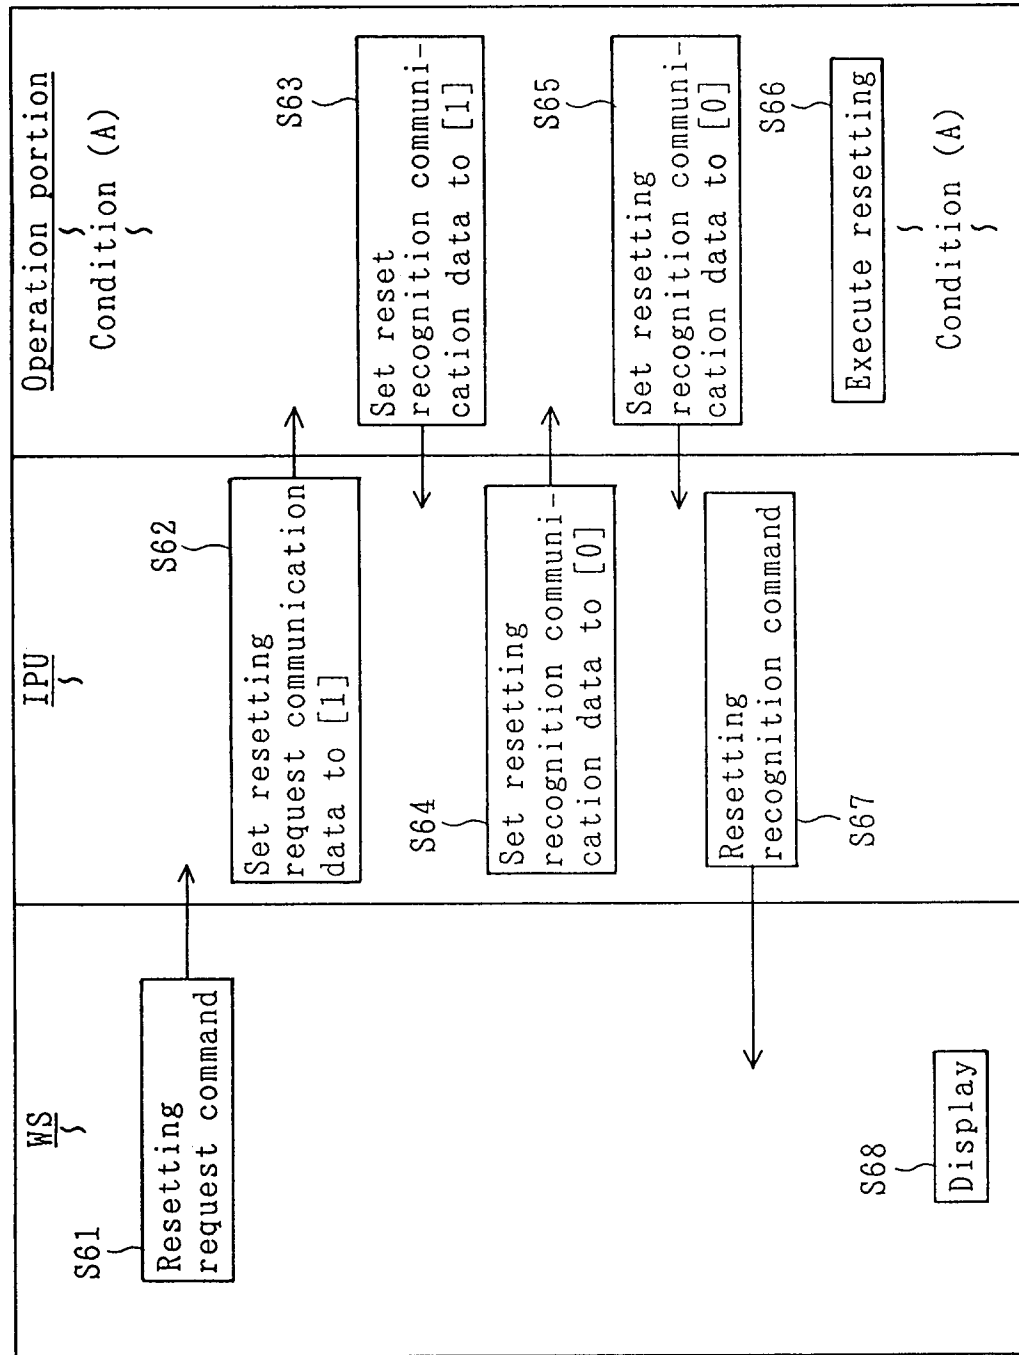 WS
IPU
Operation portion
Condition (A)
S61
Resetting
request command
S62
Set resetting
request communication
data to [1]
S63
Set reset
recognition communi-
cation data to [1]
S64
Set resetting
recognition communi-
cation data to [0]
S65
Set resetting
recognition communi-
cation data to [0]
S66
Execute resetting
Condition (A)
Resetting
recognition command
S67
S68
Display